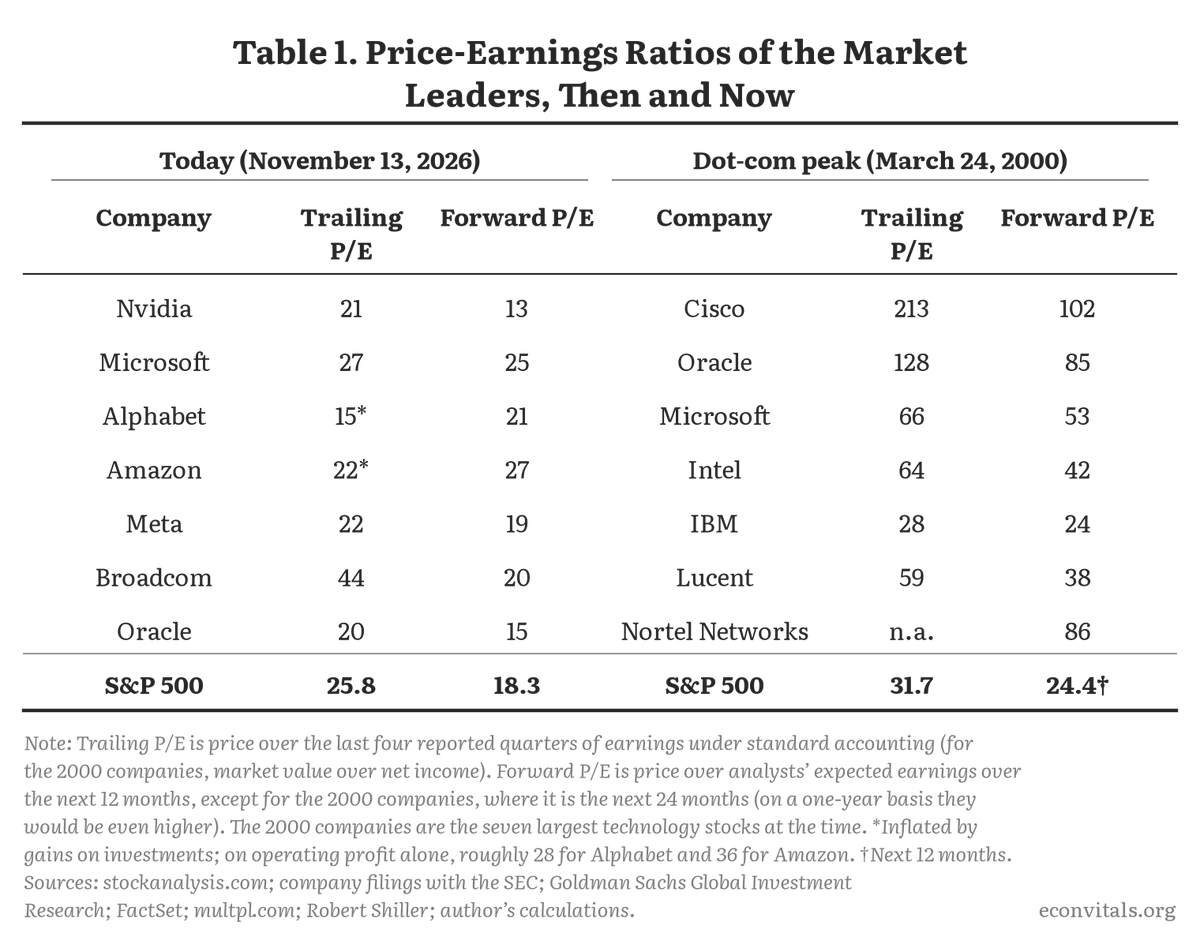 Table 1. Price-Earnings Ratios of the Market
Leaders, Then and Now
Today (November 13, 2026) Dot-com peak (March 24, 2000)
Company Trailing P/E Forward P/E Company Trailing P/E Forward P/E
Nvidia 21 13 Cisco 213 102
Microsoft 27 25 Oracle 128 85
Alphabet 15* 21 Microsoft 66 53
Amazon 22* 27 Intel 64 42
Meta 22 19 IBM 28 24
Broadcom 44 20 Lucent 59 38
Oracle 20 15 Nortel Networks n.a. 86
S&P 500 25.8 18.3 S&P 500 31.7 24.4†
Note: Trailing P/E is price over the last four reported quarters of earnings under standard accounting (for
the 2000 companies, market value over net income). Forward P/E is price over analysts’ expected earnings over
the next 12 months, except for the 2000 companies, where it is the next 24 months (on a one-year basis they
would be even higher). The 2000 companies are the seven largest technology stocks at the time. *Inflated by
gains on investments; on operating profit alone, roughly 28 for Alphabet and 36 for Amazon. †Next 12 months.
Sources: stockanalysis.com; company filings with the SEC; Goldman Sachs Global Investment
Research; FactSet; multpl.com; Robert Shiller; author’s calculations.
econvitals.org